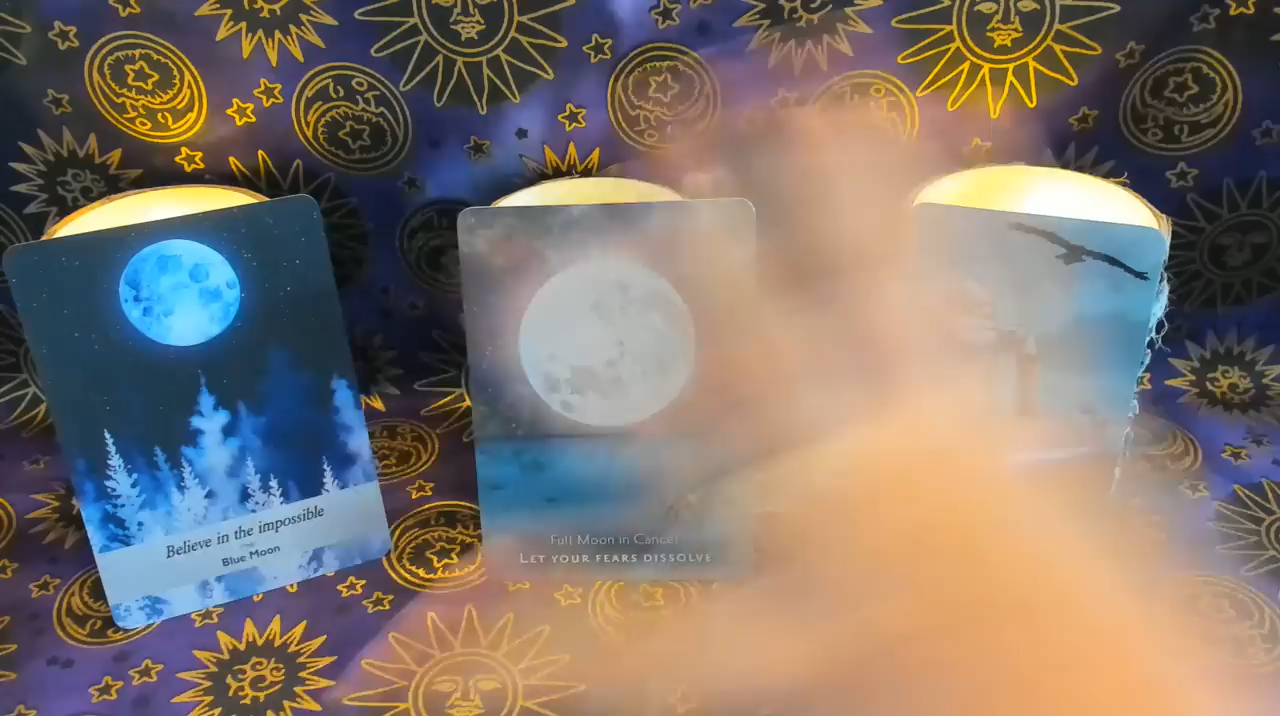 Believe in the impossible
Blue Moon
Full Moon in Cancer
LET YOUR FEARS DISSOLVE